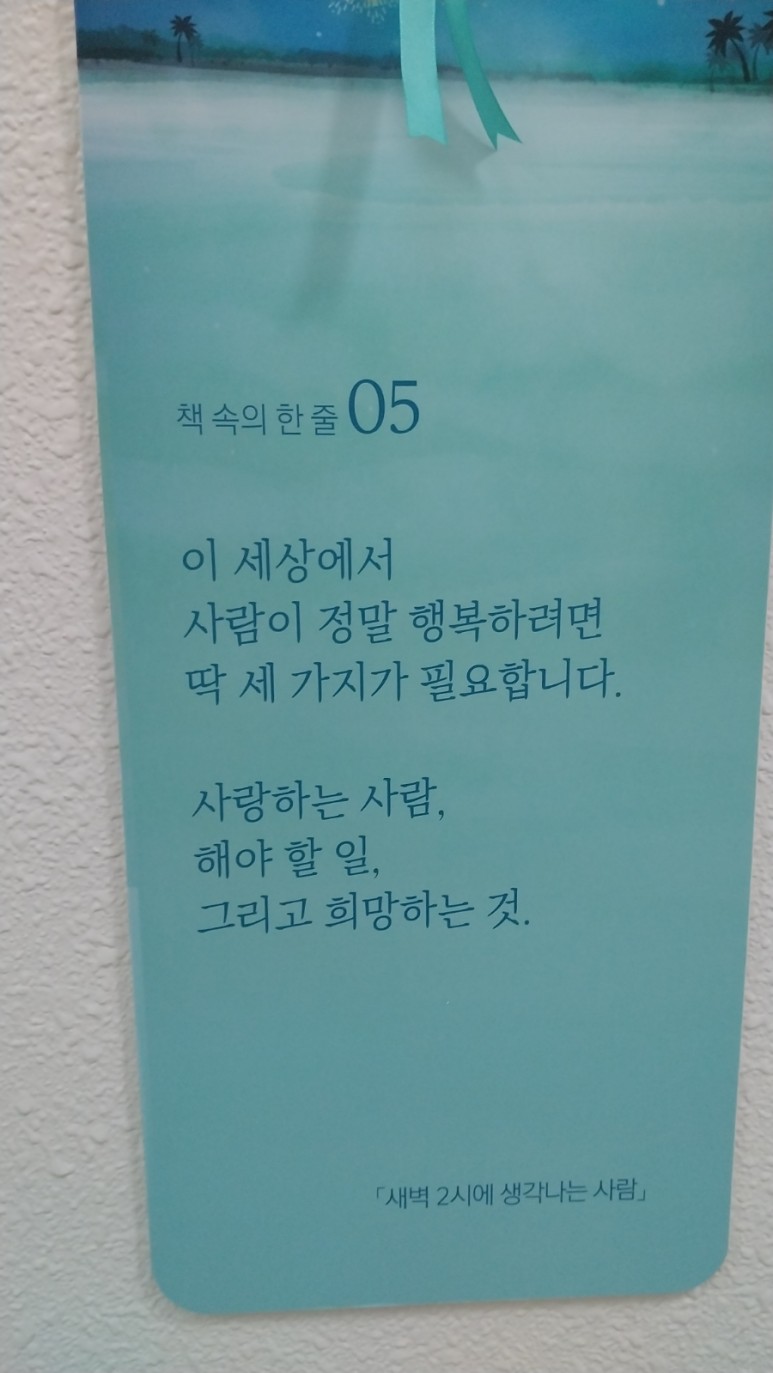 책 속의 한 줄 05
이 세상에서
사람이 정말 행복하려면
딱 세 가지가 필요합니다.
사랑하는 사람,
해야 할 일,
그리고 희망하는 것.
「새벽 2시에 생각나는 사람」